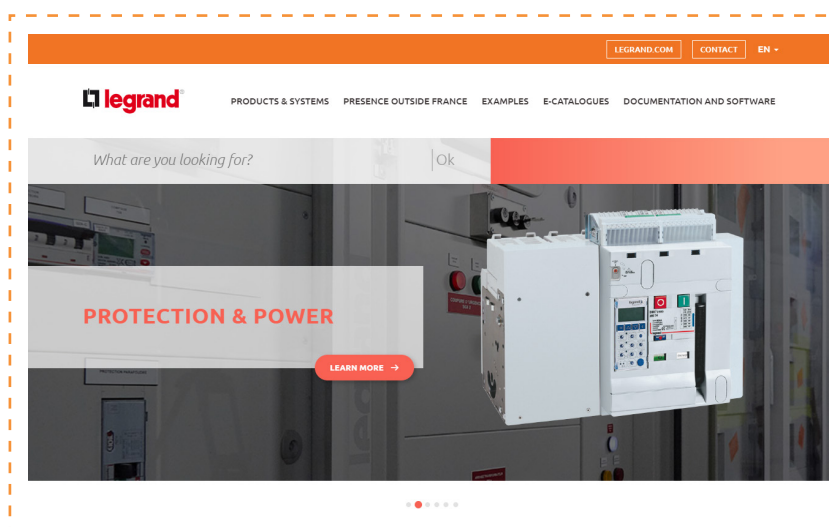 LEGRAND.COM CONTACT EN
legrand®
PRODUCTS & SYSTEMS PRESENCE OUTSIDE FRANCE EXAMPLES E-CATALOGUES DOCUMENTATION AND SOFTWARE
What are you looking for? Ok
PROTECTION & POWER
LEARN MORE →